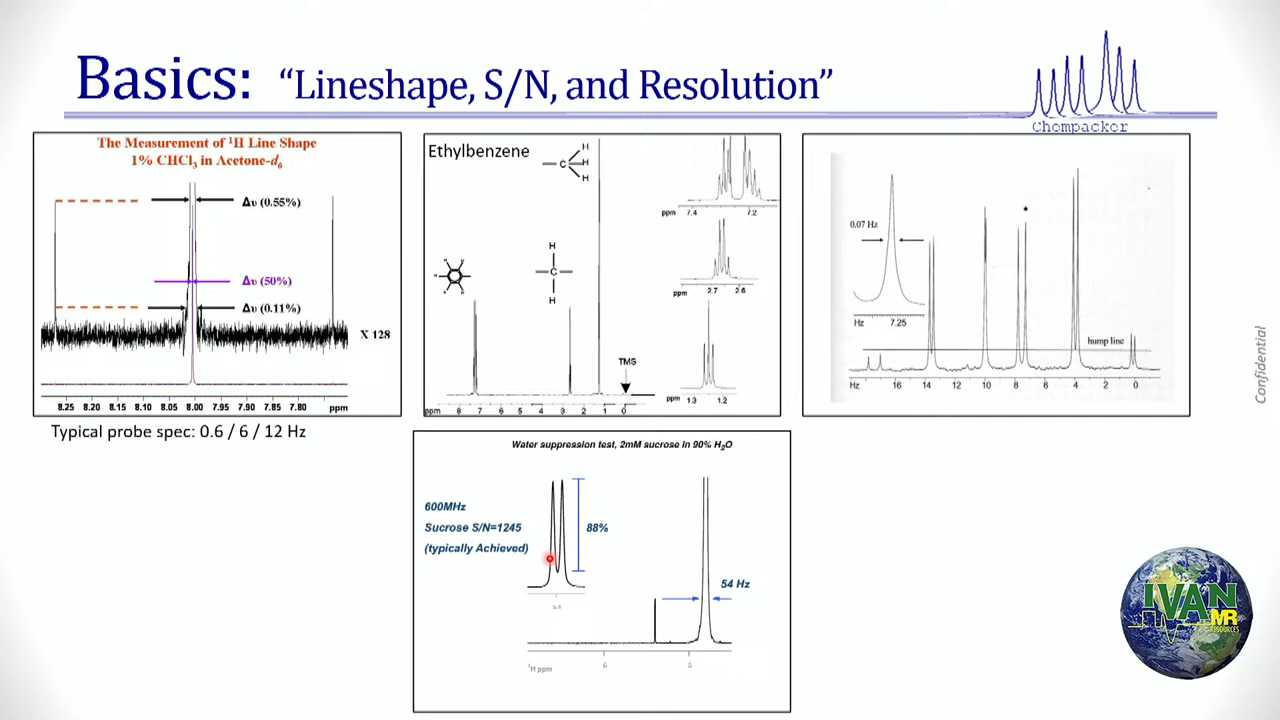 Basics: “Lineshape, S/N, and Resolution”
Chempacker
The Measurement of ¹H Line Shape
1% CHCl₃ in Acetone-d₆
Δυ (0.55%)
Δυ (50%)
Δυ (0.11%)
X 128
8.25 8.20 8.15 8.10 8.05 8.00 7.95 7.90 7.85 7.80 ppm
Typical probe spec: 0.6 / 6 / 12 Hz
Ethylbenzene
H
C H
H
H
C
H
TMS
ppm 8 7 6 5 4 3 2 1 0
ppm 7.4 7.2
ppm 2.7 2.6
ppm 1.3 1.2
0.07 Hz
Hz 7.25
*
hump line
Hz 16 14 12 10 8 6 4 2 0
Water suppression test, 2mM sucrose in 90% H₂O
600MHz
Sucrose S/N=1245
(typically Achieved)
88%
54 Hz
¹H ppm 6 5
Confidential
IVAN
MR
RESOURCES